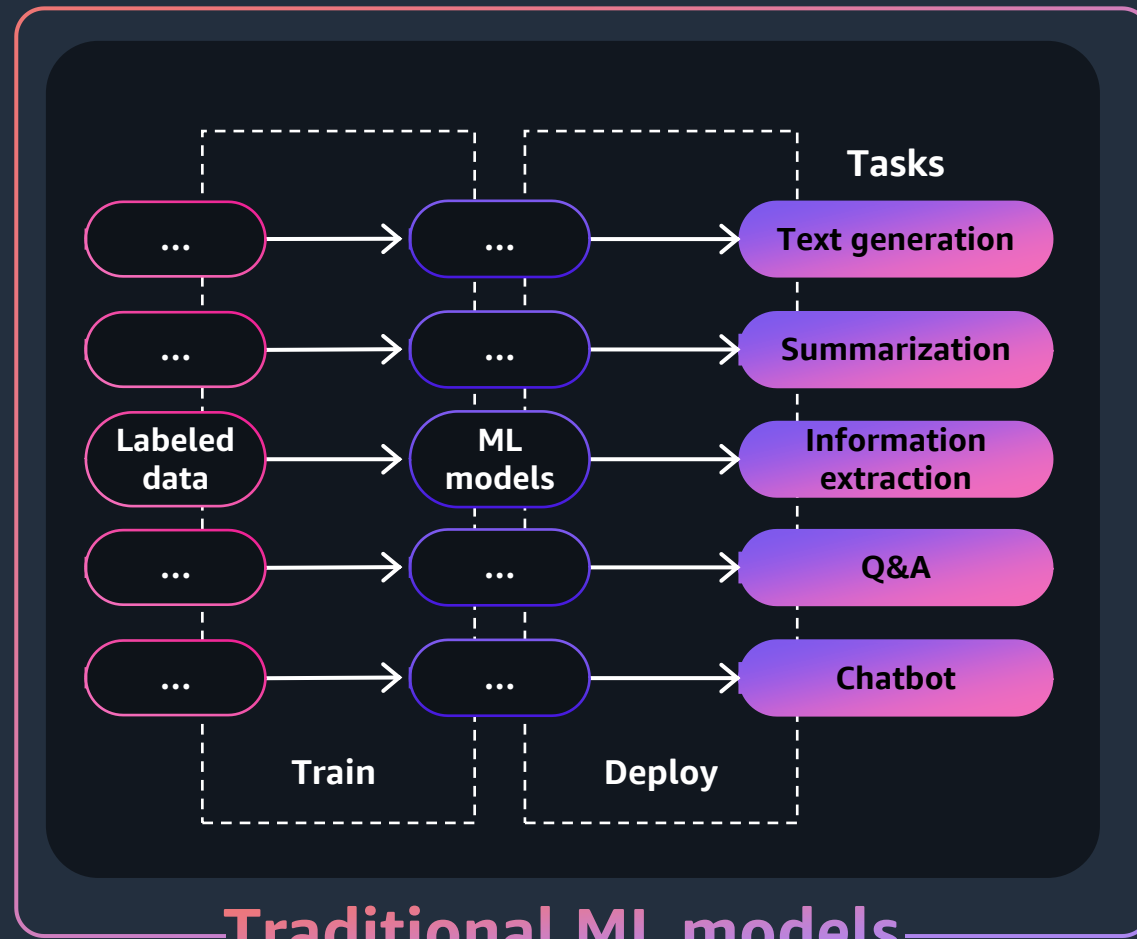 Tasks
... ... Text generation
... ... Summarization
Labeled
data
ML
models
Information
extraction
... ... Q&A
... ... Chatbot
Train Deploy
Traditional ML models